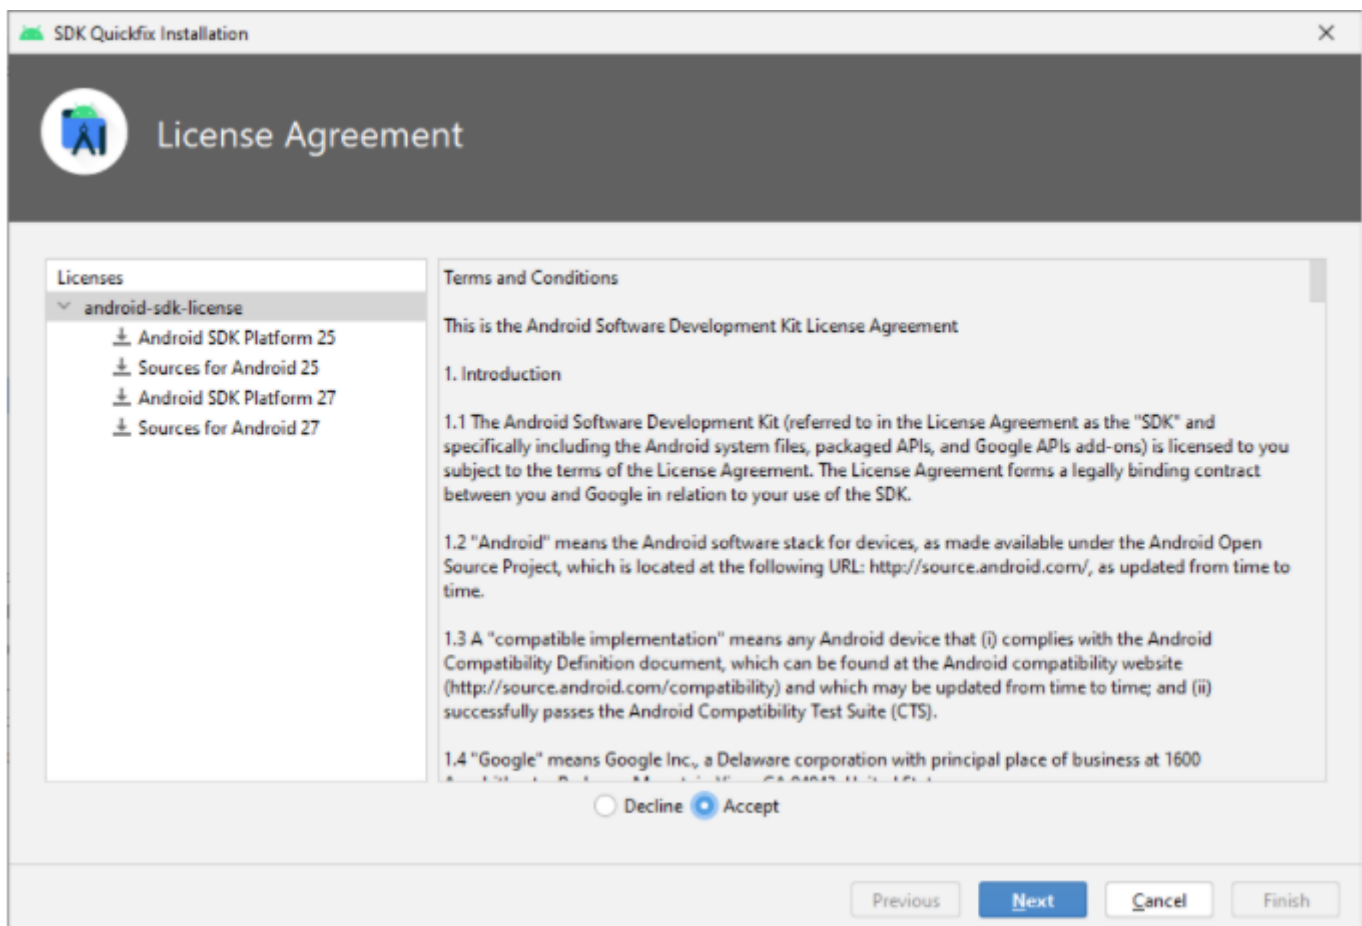 SDK Quickfix Installation
License Agreement
Licenses
android-sdk-license
Android SDK Platform 25
Sources for Android 25
Android SDK Platform 27
Sources for Android 27
Terms and Conditions
This is the Android Software Development Kit License Agreement
1. Introduction
1.1 The Android Software Development Kit (referred to in the License Agreement as the "SDK" and
specifically including the Android system files, packaged APIs, and Google APIs add-ons) is licensed to you
subject to the terms of the License Agreement. The License Agreement forms a legally binding contract
between you and Google in relation to your use of the SDK.
1.2 "Android" means the Android software stack for devices, as made available under the Android Open
Source Project, which is located at the following URL: http://source.android.com/, as updated from time to
time.
1.3 A "compatible implementation" means any Android device that (i) complies with the Android
Compatibility Definition document, which can be found at the Android compatibility website
(http://source.android.com/compatibility) and which may be updated from time to time; and (ii)
successfully passes the Android Compatibility Test Suite (CTS).
1.4 "Google" means Google Inc., a Delaware corporation with principal place of business at 1600
Decline Accept
Previous Next Cancel Finish